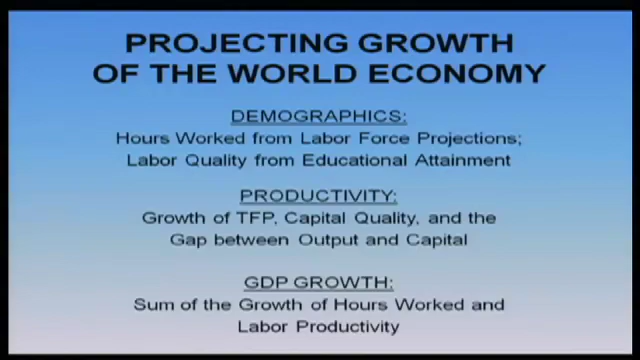 PROJECTING GROWTH
OF THE WORLD ECONOMY
DEMOGRAPHICS:
Hours Worked from Labor Force Projections;
Labor Quality from Educational Attainment
PRODUCTIVITY:
Growth of TFP, Capital Quality, and the
Gap between Output and Capital
GDP GROWTH:
Sum of the Growth of Hours Worked and
Labor Productivity